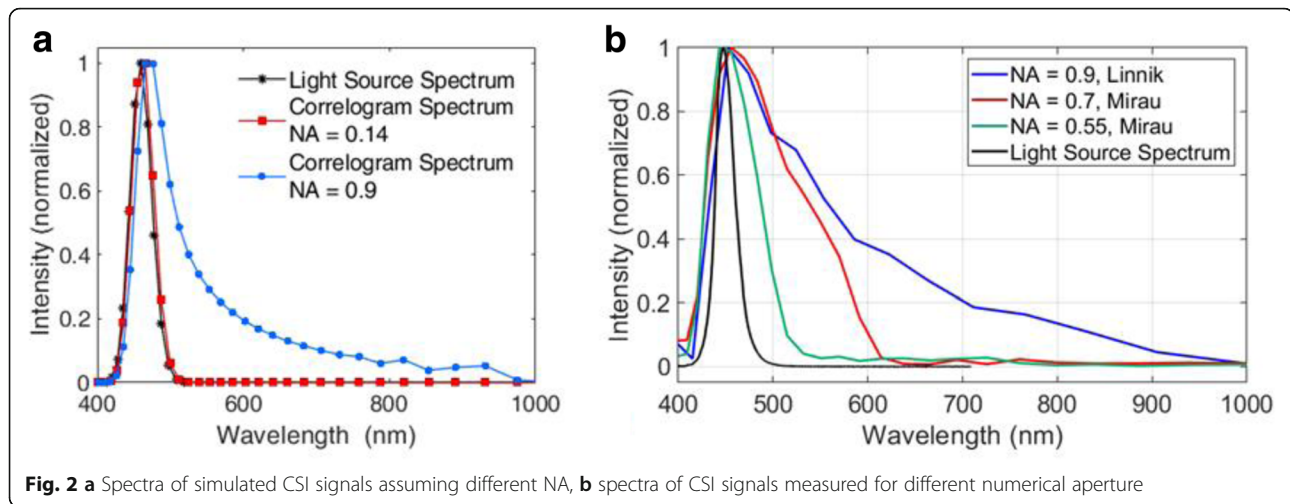 a
Intensity (normalized)
1
0.8
0.6
0.4
0.2
0
400
600
800
1000
Wavelength (nm)
Light Source Spectrum
Correlogram Spectrum
NA = 0.14
Correlogram Spectrum
NA = 0.9
b
Intensity (normalized)
1
0.8
0.6
0.4
0.2
0
400
500
600
700
800
900
1000
Wavelength (nm)
NA = 0.9, Linnik
NA = 0.7, Mirau
NA = 0.55, Mirau
Light Source Spectrum
Fig. 2 a Spectra of simulated CSI signals assuming different NA, b spectra of CSI signals measured for different numerical aperture